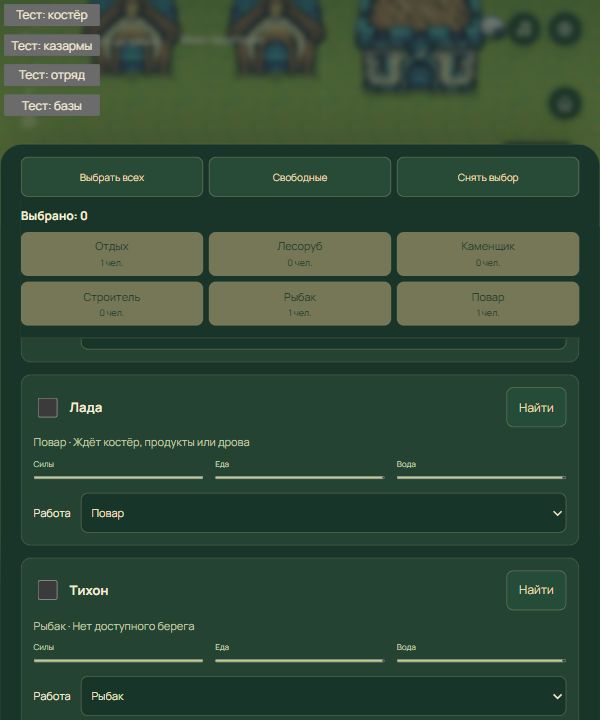 Тест: костёр
Тест: казармы
Тест: отряд
Тест: базы
Выбрать всех
Свободные
Снять выбор
Выбрано: 0
Отдых
1 чел.
Лесоруб
0 чел.
Каменщик
0 чел.
Строитель
0 чел.
Рыбак
1 чел.
Повар
1 чел.
Лада
Найти
Повар · Ждёт костёр, продукты или дрова
Силы
Еда
Вода
Работа
Повар
Тихон
Найти
Рыбак · Нет доступного берега
Силы
Еда
Вода
Работа
Рыбак